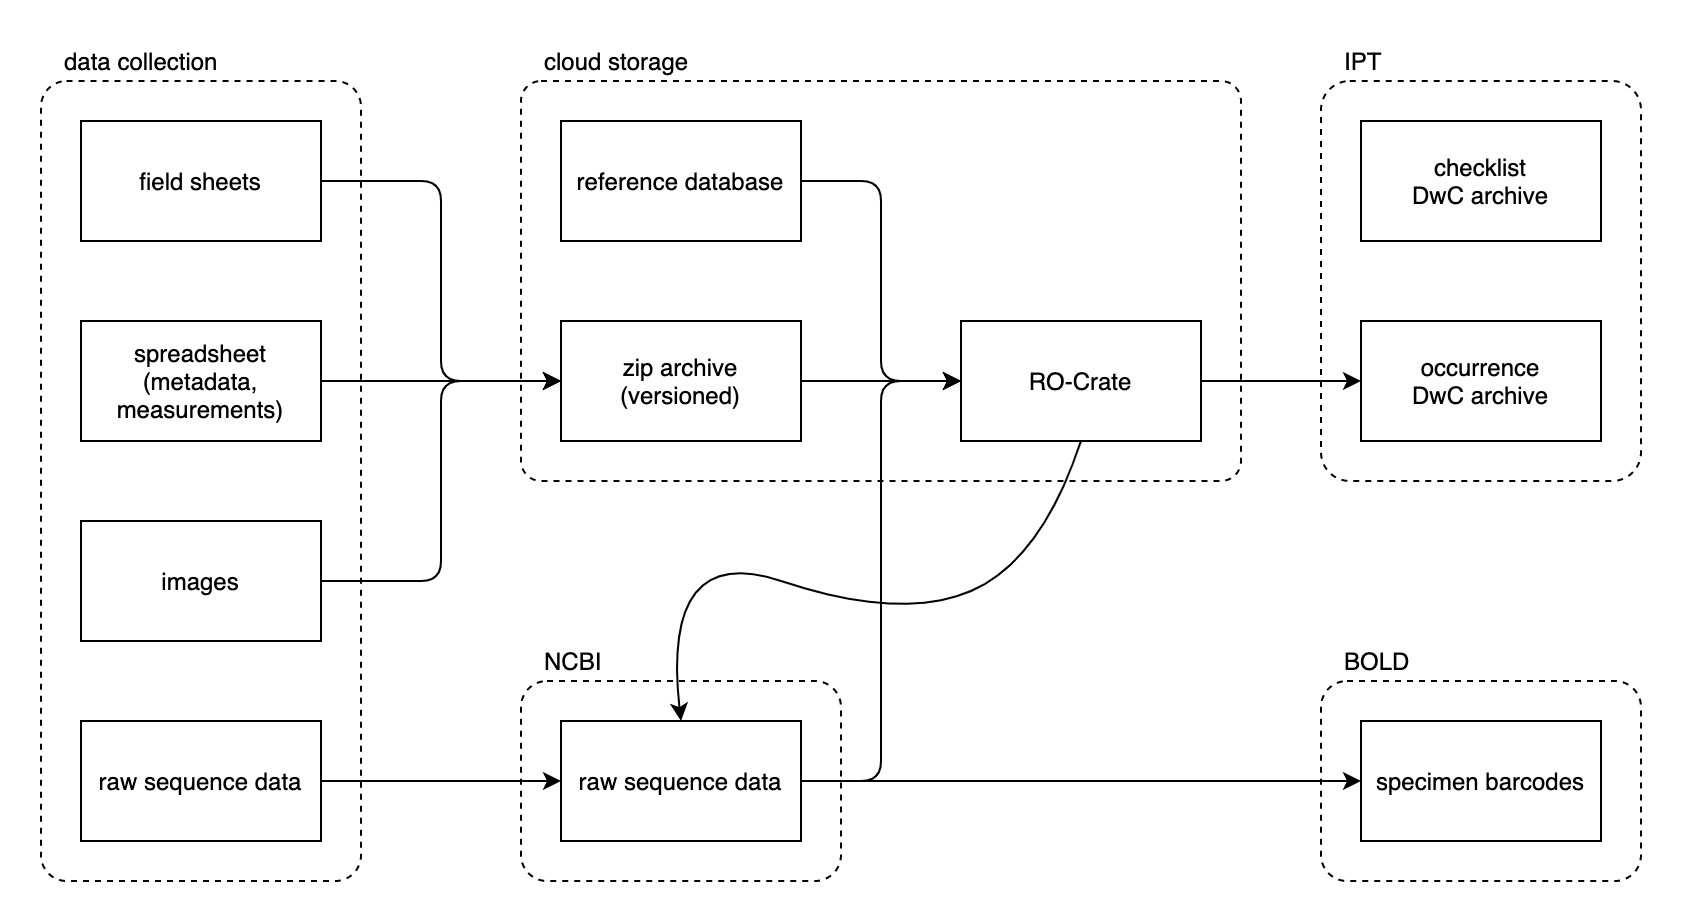 data collection
field sheets
spreadsheet
(metadata,
measurements)
images
raw sequence data
cloud storage
reference database
zip archive
(versioned)
RO-Crate
NCBI
raw sequence data
IPT
checklist
DwC archive
occurrence
DwC archive
BOLD
specimen barcodes